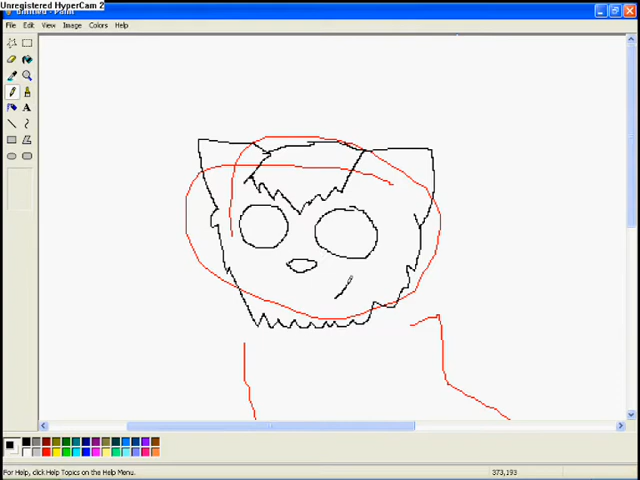 Unregistered HyperCam 2
Paint
File Edit View Image Colors Help
A
For Help, click Help Topics on the Help Menu.
373,193